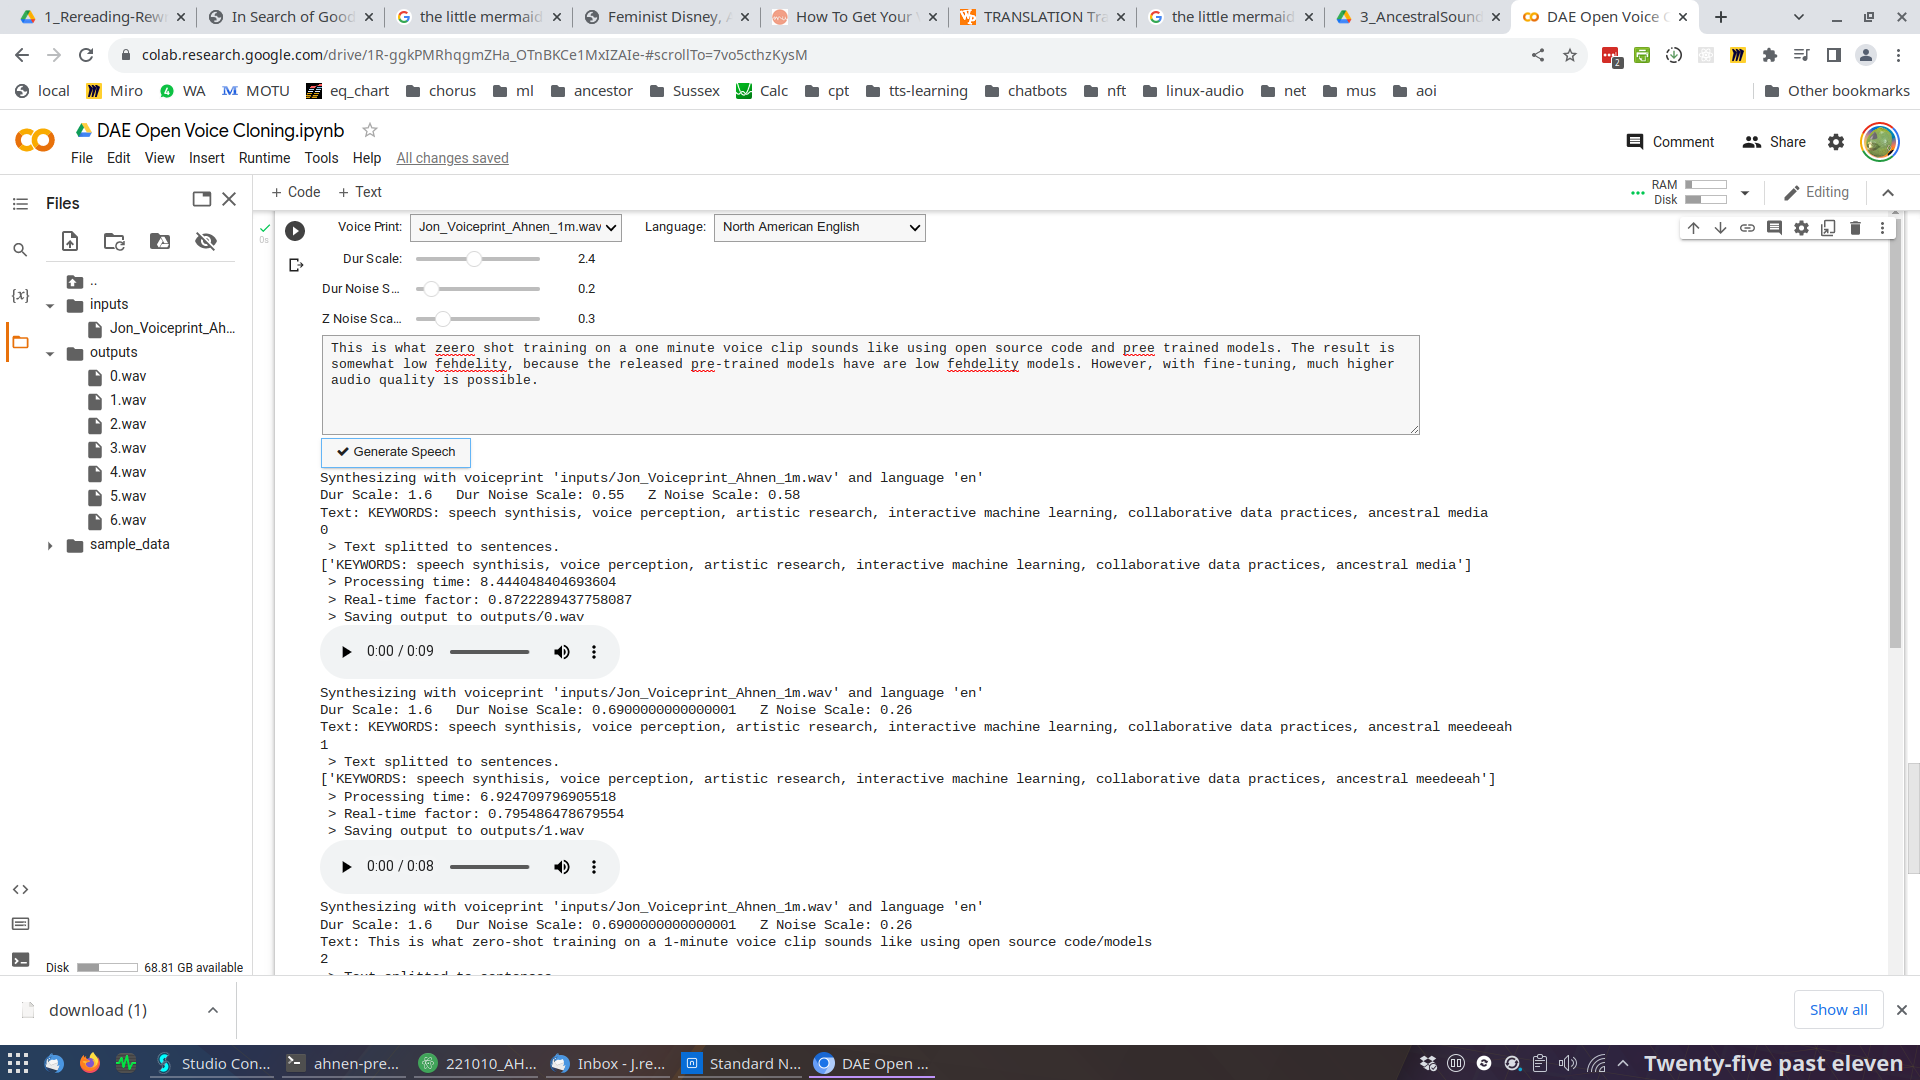 1_Rereading-Rewr
In Search of Good
the little mermaid
Feminist Disney, A
How To Get Your
TRANSLATION Tra
the little mermaid
3_AncestralSound
DAE Open Voice C
colab.research.google.com/drive/1R-ggkPMRhqgmZHa_OTnBKCe1MxIZAIe-#scrollTo=7vo5cthzKysM
2
local Miro WA MOTU eq_chart chorus ml ancestor Sussex Calc cpt tts-learning chatbots nft linux-audio net mus aoi Other bookmarks
DAE Open Voice Cloning.ipynb
File Edit View Insert Runtime Tools Help All changes saved
Comment Share
Files
+ Code + Text
RAM
Disk
Editing
..
inputs
Jon_Voiceprint_Ah...
outputs
0.wav
1.wav
2.wav
3.wav
4.wav
5.wav
6.wav
sample_data
Disk 68.81 GB available
0s
Voice Print: Jon_Voiceprint_Ahnen_1m.wav Language: North American English
Dur Scale: 2.4
Dur Noise S... 0.2
Z Noise Sca... 0.3
This is what zeero shot training on a one minute voice clip sounds like using open source code and pree trained models. The result is
somewhat low fehdelity, because the released pre-trained models have are low fehdelity models. However, with fine-tuning, much higher
audio quality is possible.
Generate Speech
Synthesizing with voiceprint 'inputs/Jon_Voiceprint_Ahnen_1m.wav' and language 'en'
Dur Scale: 1.6 Dur Noise Scale: 0.55 Z Noise Scale: 0.58
Text: KEYWORDS: speech synthisis, voice perception, artistic research, interactive machine learning, collaborative data practices, ancestral media
0
> Text splitted to sentences.
['KEYWORDS: speech synthisis, voice perception, artistic research, interactive machine learning, collaborative data practices, ancestral media']
> Processing time: 8.444048404693604
> Real-time factor: 0.8722289437758087
> Saving output to outputs/0.wav
0:00 / 0:09
Synthesizing with voiceprint 'inputs/Jon_Voiceprint_Ahnen_1m.wav' and language 'en'
Dur Scale: 1.6 Dur Noise Scale: 0.6900000000000001 Z Noise Scale: 0.26
Text: KEYWORDS: speech synthisis, voice perception, artistic research, interactive machine learning, collaborative data practices, ancestral meedeeah
1
> Text splitted to sentences.
['KEYWORDS: speech synthisis, voice perception, artistic research, interactive machine learning, collaborative data practices, ancestral meedeeah']
> Processing time: 6.924709796905518
> Real-time factor: 0.795486478679554
> Saving output to outputs/1.wav
0:00 / 0:08
Synthesizing with voiceprint 'inputs/Jon_Voiceprint_Ahnen_1m.wav' and language 'en'
Dur Scale: 1.6 Dur Noise Scale: 0.6900000000000001 Z Noise Scale: 0.26
Text: This is what zero-shot training on a 1-minute voice clip sounds like using open source code/models
2
> Text splitted to sentences.
download (1)
Show all
Studio Con... ahnen-pre... 221010_AH... Inbox - J.re... Standard N... DAE Open ... Twenty-five past eleven